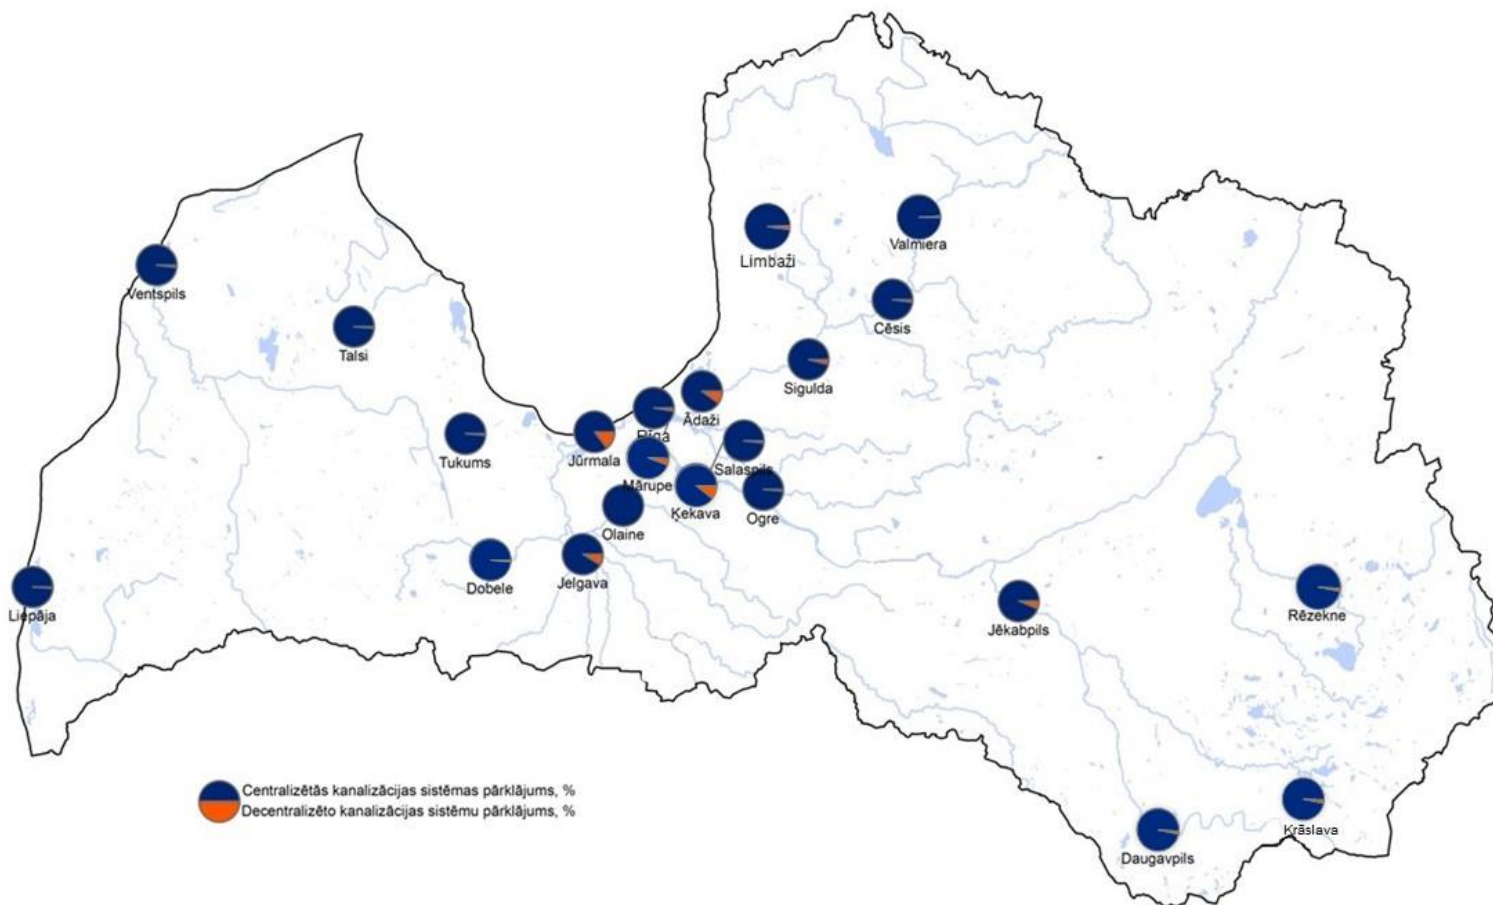 Valmiera
Limbaži
Ventspils
Cēsis
Talsi
Sigulda
Ādaži
Rīga
Tukums
Jūrmala
Salaspils
Mārupe
Ķekava
Ogre
Olaine
Jelgava
Dobele
Liepāja
Rēzekne
Jēkabpils
Centralizētās kanalizācijas sistēmas pārklājums, %
Decentralizēto kanalizācijas sistēmu pārklājums, %
Krāslava
Daugavpils